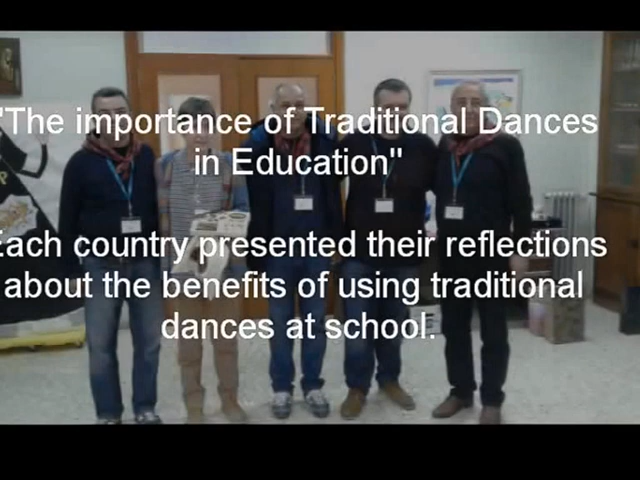 "The importance of Traditional Dances
in Education"
Each country presented their reflections
about the benefits of using traditional
dances at school.
P